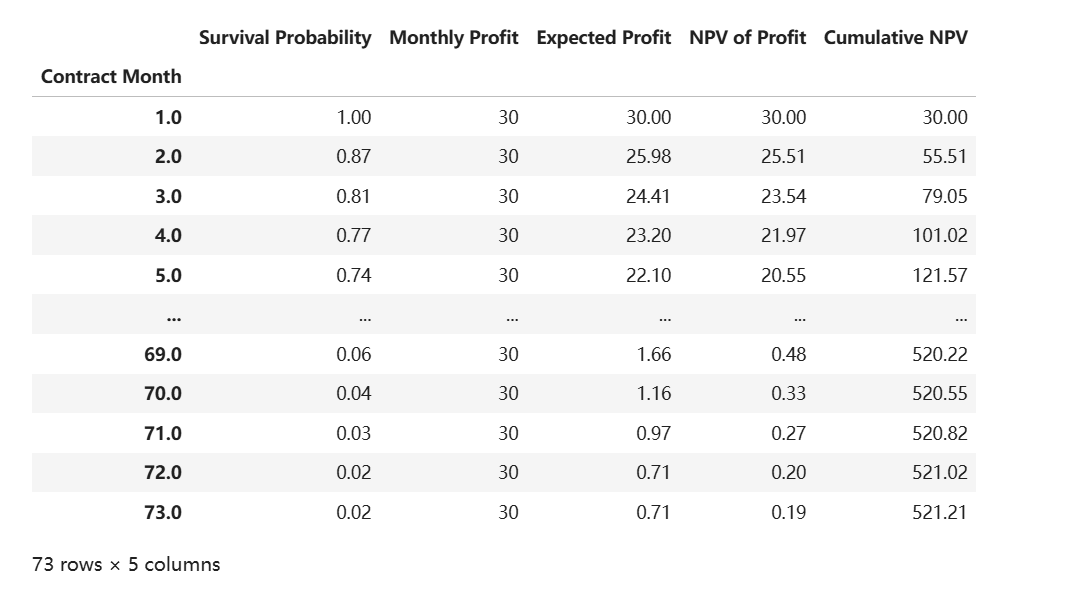 Survival Probability Monthly Profit Expected Profit NPV of Profit Cumulative NPV
Contract Month
1.0 1.00 30 30.00 30.00 30.00
2.0 0.87 30 25.98 25.51 55.51
3.0 0.81 30 24.41 23.54 79.05
4.0 0.77 30 23.20 21.97 101.02
5.0 0.74 30 22.10 20.55 121.57
... ... ... ... ... ...
69.0 0.06 30 1.66 0.48 520.22
70.0 0.04 30 1.16 0.33 520.55
71.0 0.03 30 0.97 0.27 520.82
72.0 0.02 30 0.71 0.20 521.02
73.0 0.02 30 0.71 0.19 521.21
73 rows × 5 columns